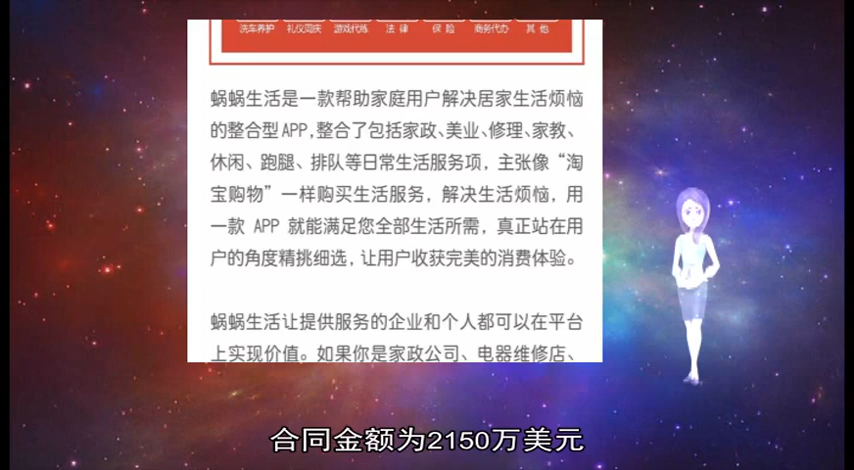 洗车养护 礼仪同庆 游戏代练 法 律 保 险 商务代办 其 他
蜗蜗生活是一款帮助家庭用户解决居家生活烦恼
的整合型APP,整合了包括家政、美业、修理、家教、
休闲、跑腿、排队等日常生活服务项，主张像“淘
宝购物”一样购买生活服务，解决生活烦恼，用
一款 APP 就能满足您全部生活所需，真正站在用
户的角度精挑细选，让用户收获完美的消费体验。
蜗蜗生活让提供服务的企业和个人都可以在平台
上实现价值。如果你是家政公司、电器维修店、
合同金额为2150万美元